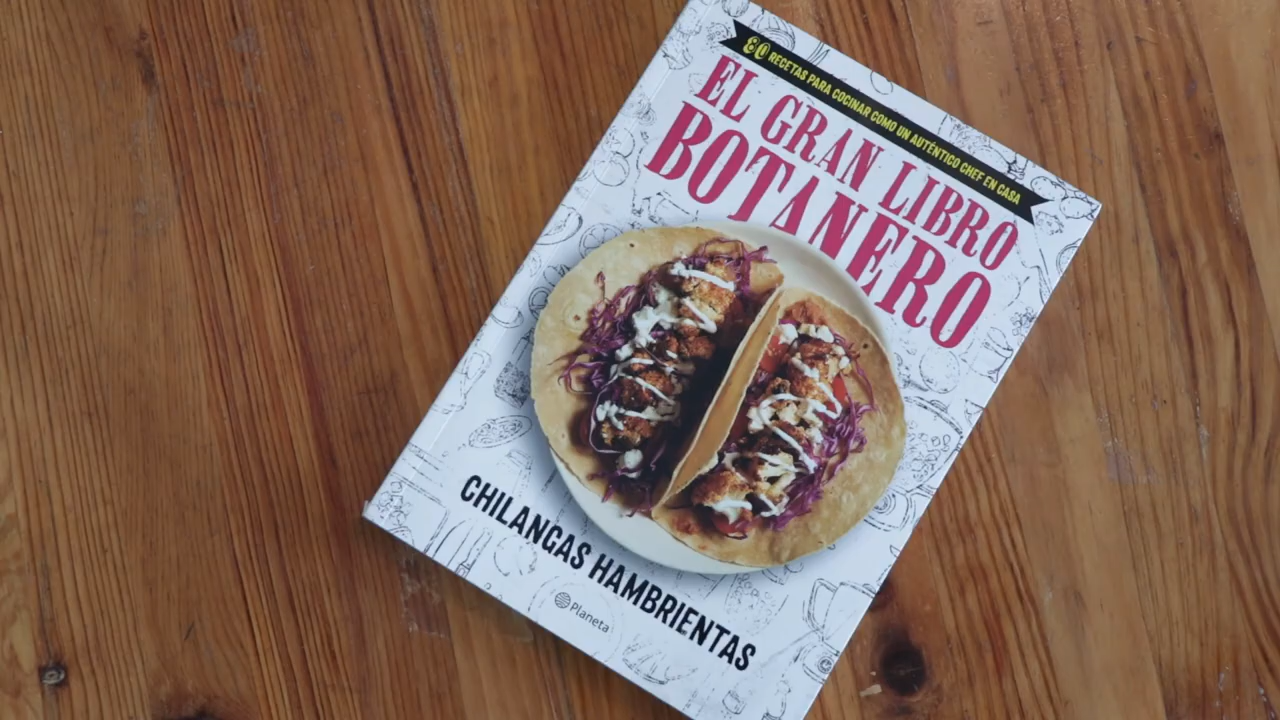 80 RECETAS PARA COCINAR COMO UN AUTÉNTICO CHEF EN CASA
EL GRAN LIBRO
BOTANERO
CHILANGAS HAMBRIENTAS
Planeta